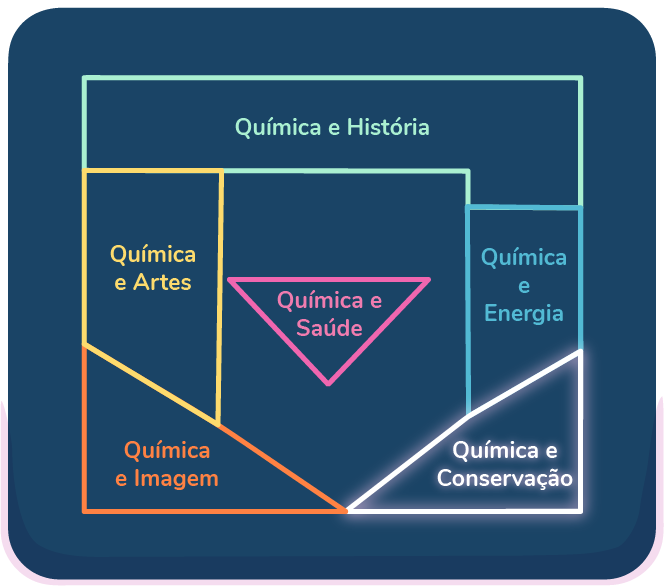 Química e História
Química
e Artes
Química e
Saúde
Química
e
Energia
Química
e Imagem
Química e
Conservação